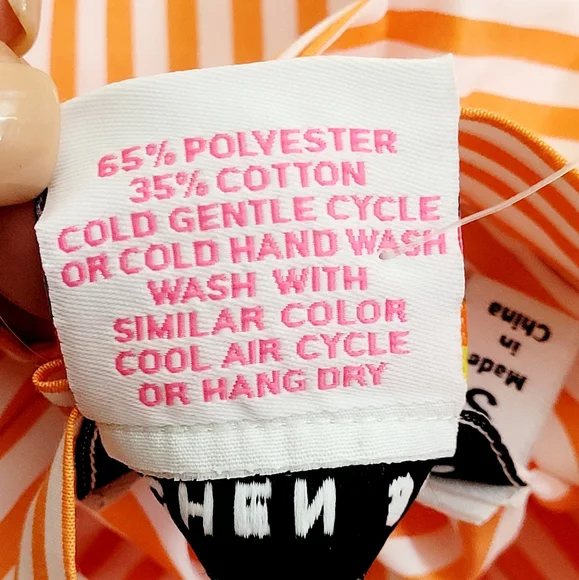 65% POLYESTER
35% COTTON
COLD GENTLE CYCLE
OR COLD HAND WASH
WASH WITH
SIMILAR COLOR
COOL AIR CYCLE
OR HANG DRY
Made
in
China